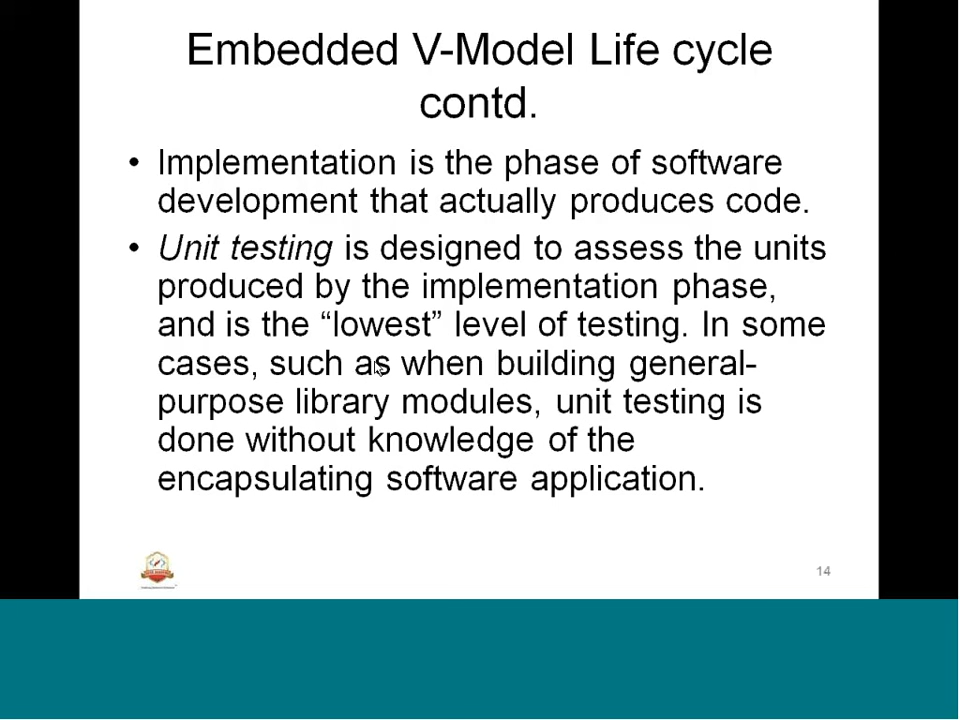 Embedded V-Model Life cycle
contd.
• Implementation is the phase of software
development that actually produces code.
• Unit testing is designed to assess the units
produced by the implementation phase,
and is the “lowest” level of testing. In some
cases, such as when building general-
purpose library modules, unit testing is
done without knowledge of the
encapsulating software application.
14